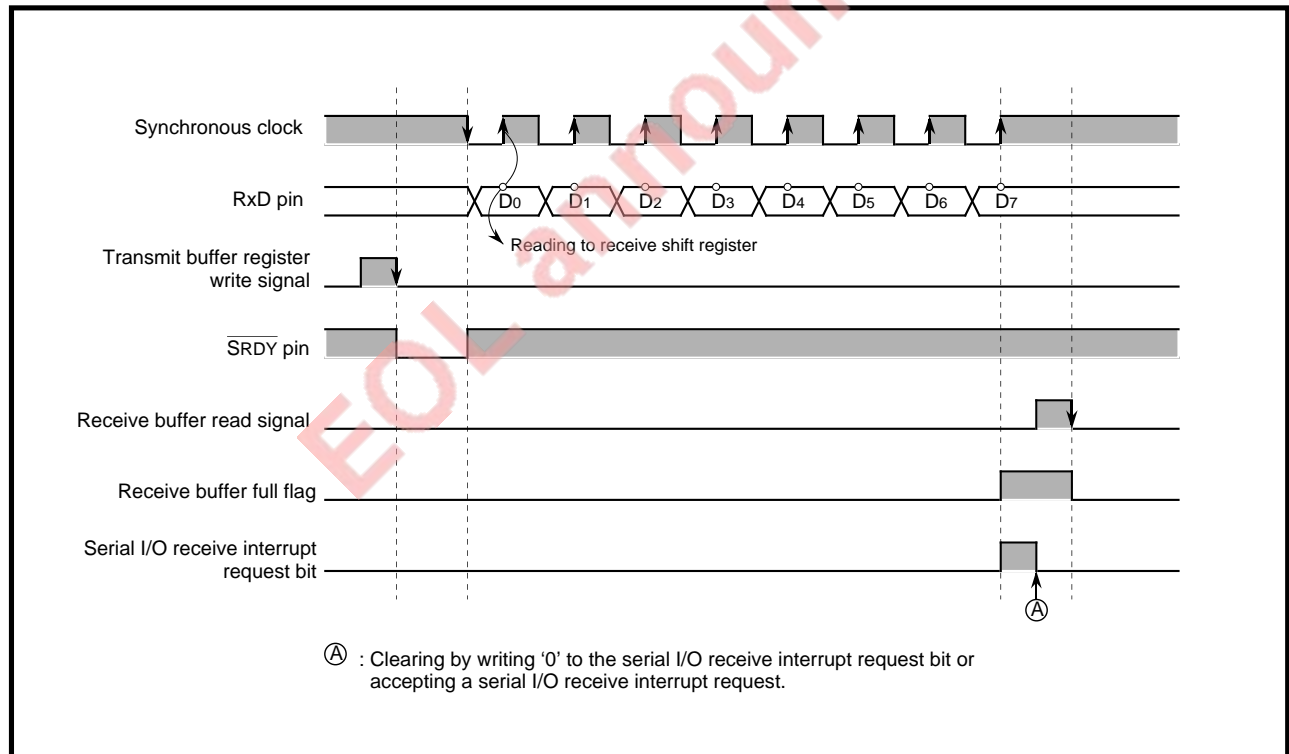 Synchronous clock
RxD pin
D0 D1 D2 D3 D4 D5 D6 D7
Reading to receive shift register
Transmit buffer register
write signal
SRDY pin
Receive buffer read signal
Receive buffer full flag
Serial I/O receive interrupt
request bit
A
Ⓐ : Clearing by writing ‘0’ to the serial I/O receive interrupt request bit or
accepting a serial I/O receive interrupt request.
EOL announ